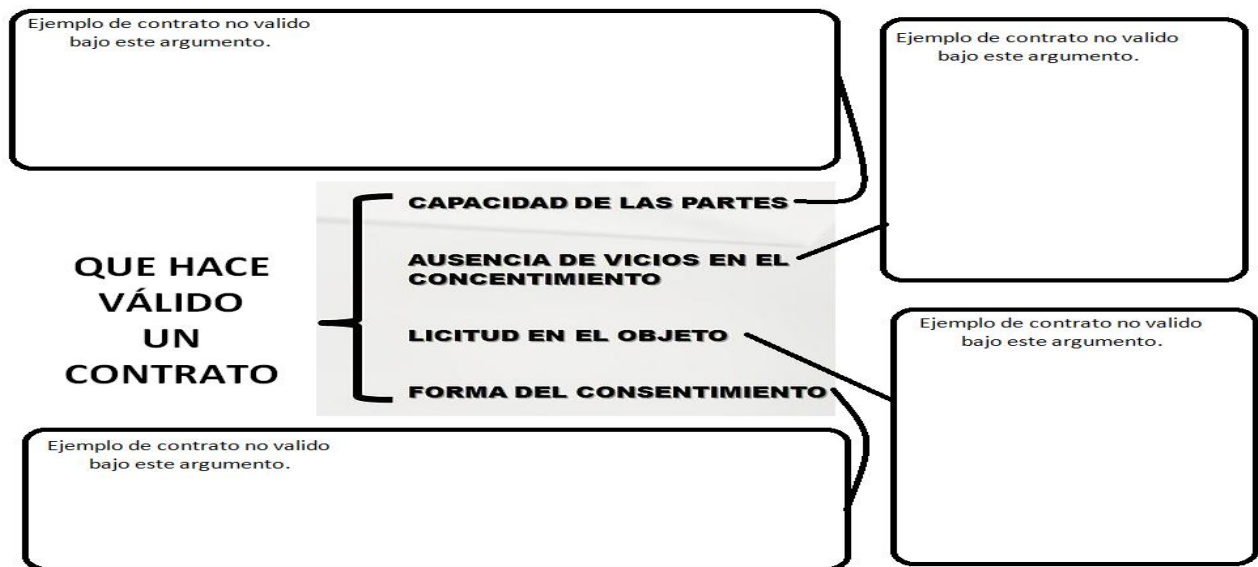 Ejemplo de contrato no valido
bajo este argumento.
Ejemplo de contrato no valido
bajo este argumento.
QUE HACE
VÁLIDO
UN
CONTRATO
CAPACIDAD DE LAS PARTES
AUSENCIA DE VICIOS EN EL
CONCENTIMIENTO
LICITUD EN EL OBJETO
FORMA DEL CONSENTIMIENTO
Ejemplo de contrato no valido
bajo este argumento.
Ejemplo de contrato no valido
bajo este argumento.